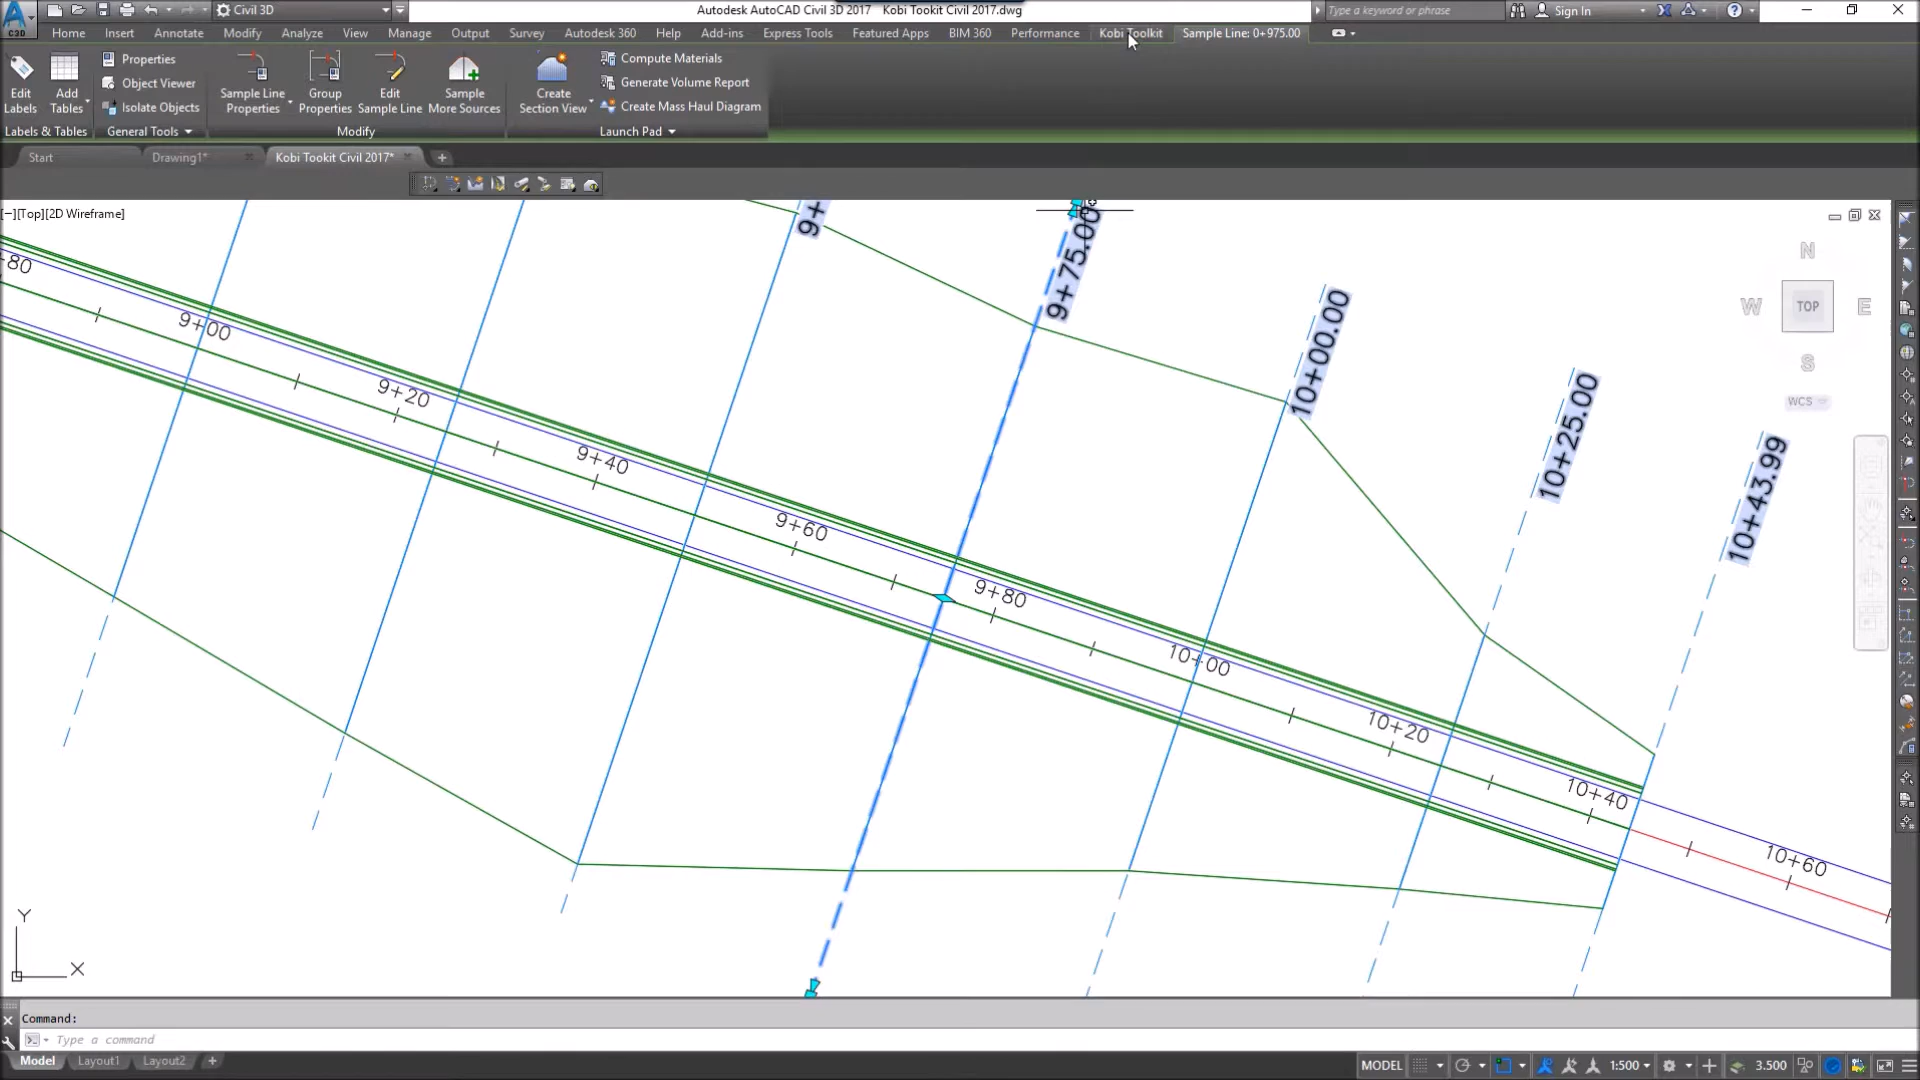 Civil 3D
Autodesk AutoCAD Civil 3D 2017    Kobi Tookit Civil 2017.dwg
Type a keyword or phrase
Sign In
C3D
Home
Insert
Annotate
Modify
Analyze
View
Manage
Output
Survey
Autodesk 360
Help
Add-ins
Express Tools
Featured Apps
BIM 360
Performance
Kobi Toolkit
Sample Line: 0+975.00
Edit
Labels
Add
Tables
Labels & Tables
Properties
Object Viewer
Isolate Objects
General Tools
Sample Line
Properties
Group
Properties
Edit
Sample Line
Sample
More Sources
Modify
Create
Section View
Compute Materials
Generate Volume Report
Create Mass Haul Diagram
Launch Pad
Start
Drawing1*
Kobi Tookit Civil 2017*
[−][Top][2D Wireframe]
9+
9+75.00
10+00.00
10+25.00
10+43.99
-80
9+00
9+20
9+40
9+60
9+80
10+00
10+20
10+40
10+60
N
W
TOP
E
S
WCS
Y
X
Command:
Type a command
Model
Layout1
Layout2
MODEL
1:500
3.500